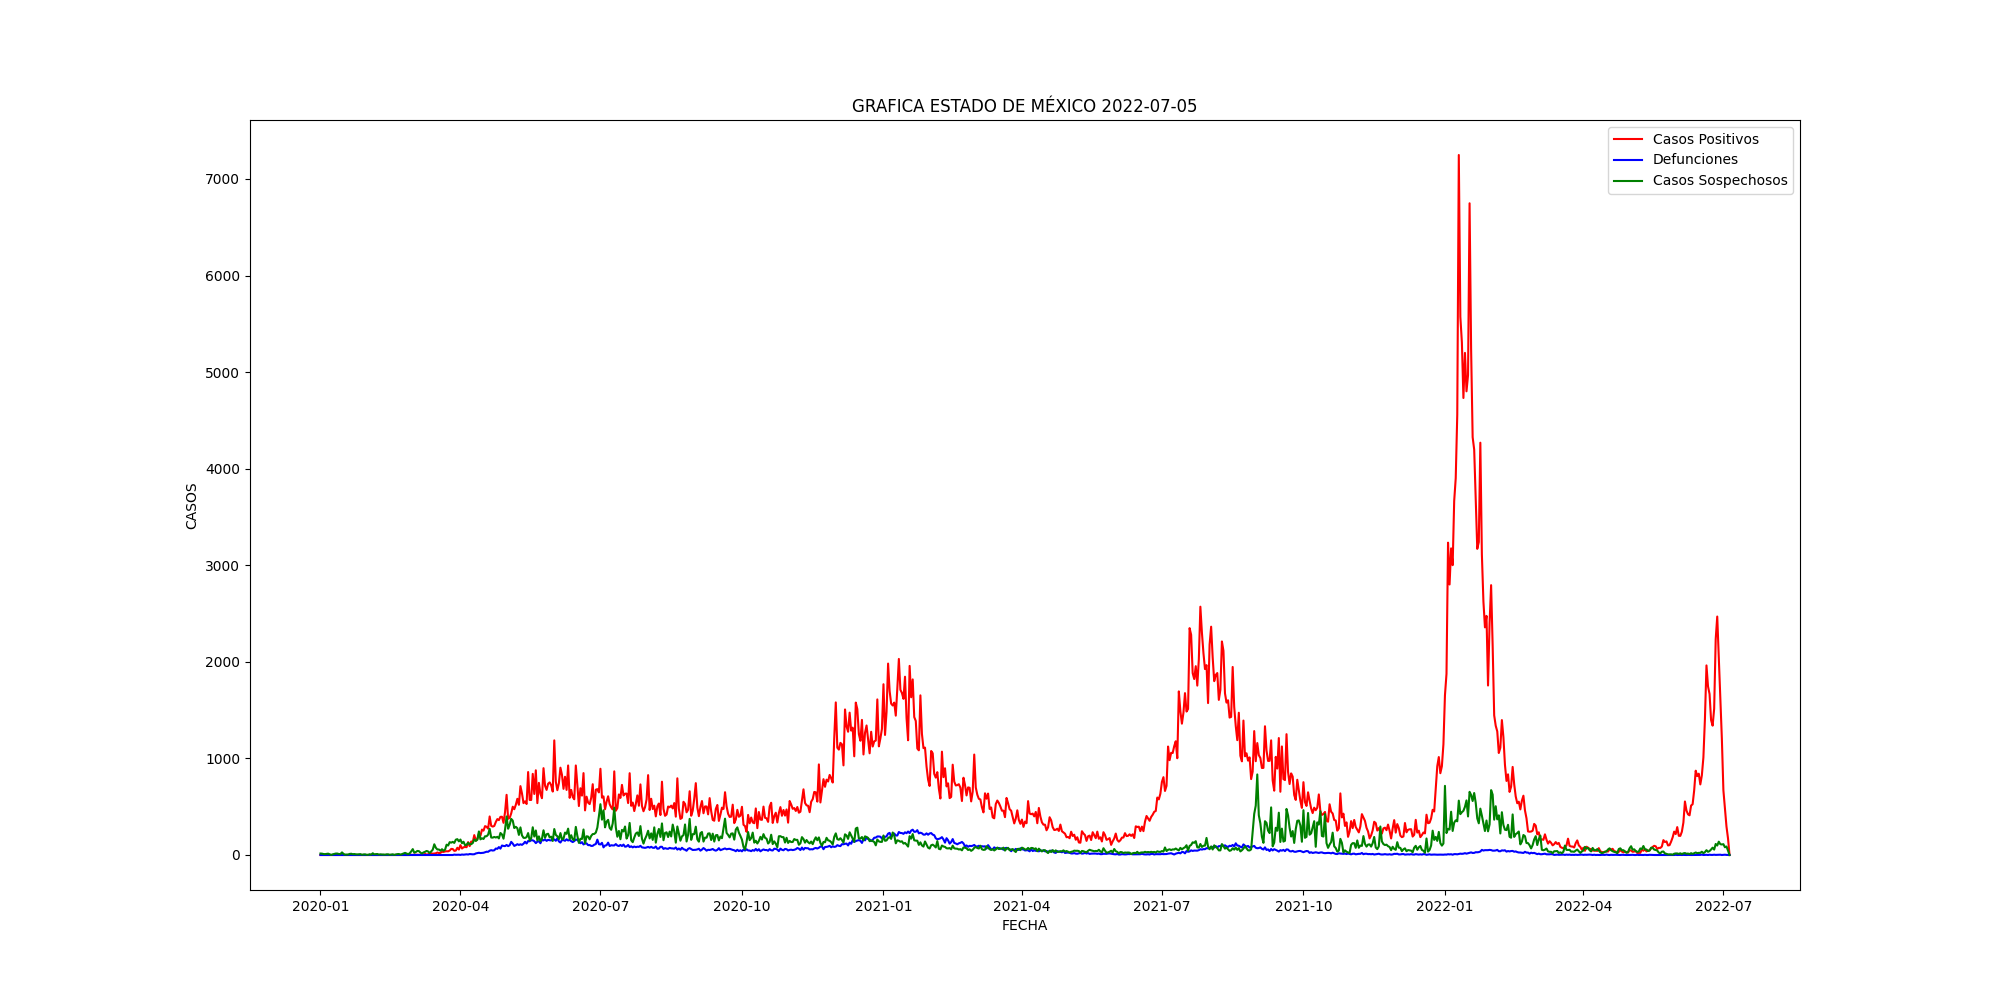 GRAFICA ESTADO DE MÉXICO 2022-07-05
Casos Positivos
Defunciones
Casos Sospechosos
7000
6000
5000
4000
3000
2000
1000
0
CASOS
2020-01 2020-04 2020-07 2020-10 2021-01 2021-04 2021-07 2021-10 2022-01 2022-04 2022-07
FECHA